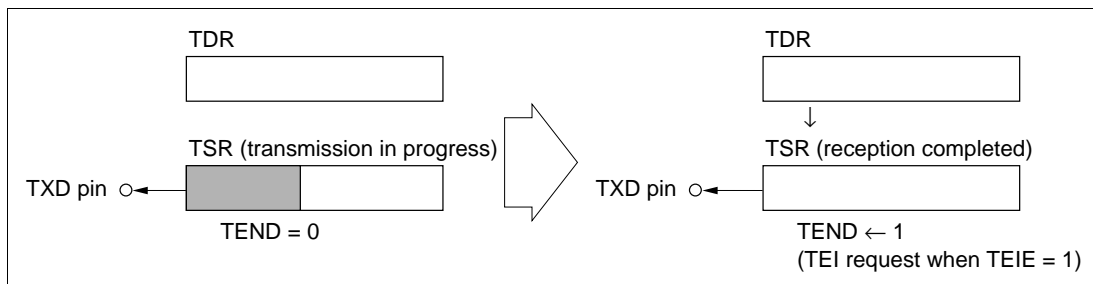 TDR
TSR (transmission in progress)
TXD pin
TEND = 0
TDR
↓
TSR (reception completed)
TXD pin
TEND ← 1
(TEI request when TEIE = 1)